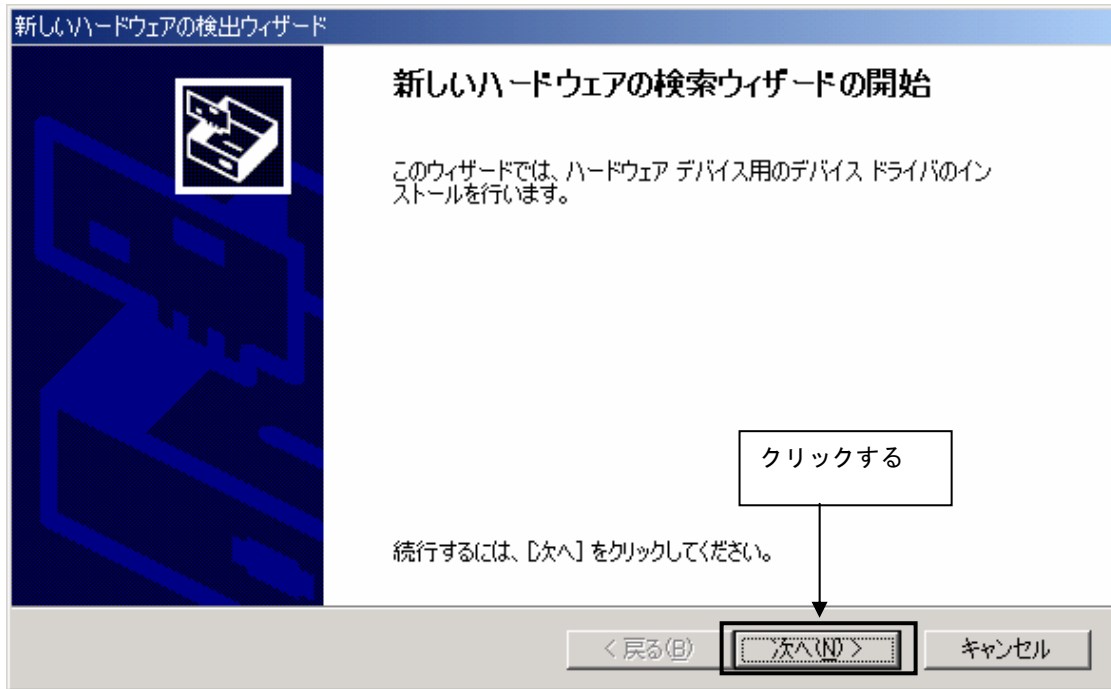 新しいハードウェアの検出ウィザード
新しいハードウェアの検索ウィザードの開始
このウィザードでは、ハードウェア デバイス用のデバイス ドライバのイン
ストールを行います。
クリックする
続行するには、[次へ] をクリックしてください。
< 戻る(B)
次へ(N) >
キャンセル